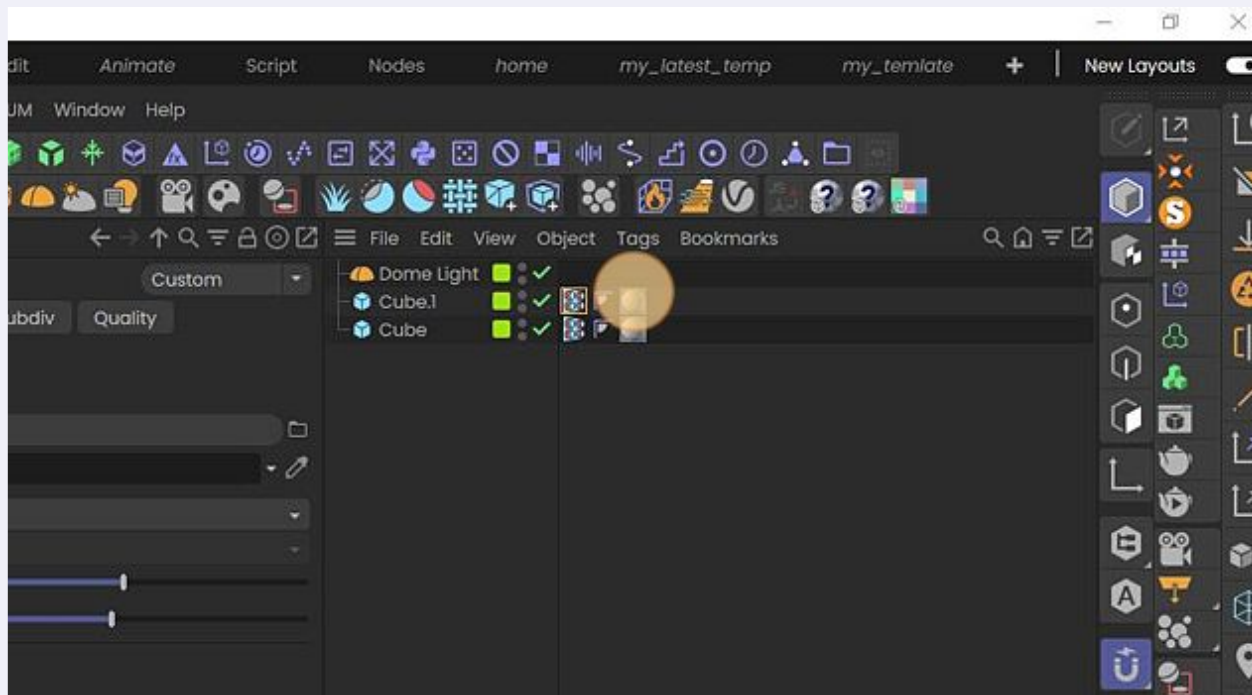 dit Animate Script Nodes home my_latest_temp my_temlate + New Layouts
UM Window Help
File Edit View Object Tags Bookmarks
Custom
Dome Light
Cube.1
ubdiv Quality
Cube